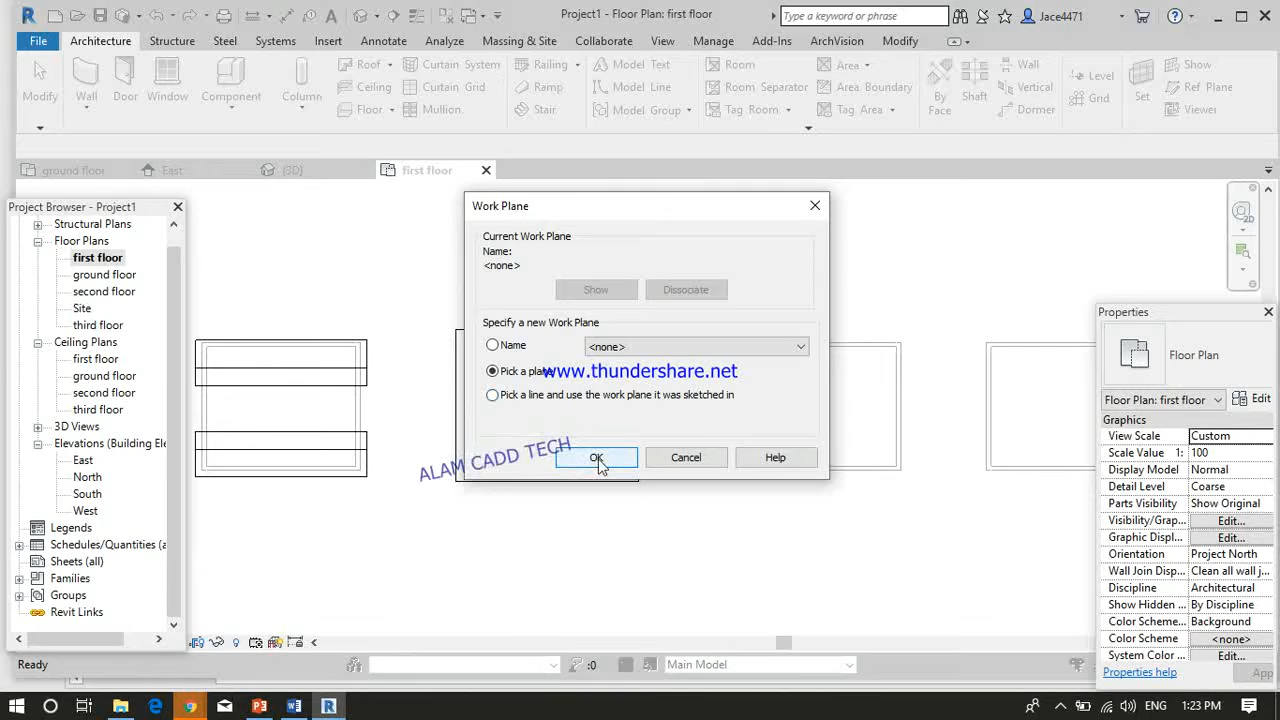 Project1 - Floor Plan: first floor
Type a keyword or phrase
Jace4471
File Architecture Structure Steel Systems Insert Annotate Analyze Massing & Site Collaborate View Manage Add-Ins ArchVision Modify
Modify
Wall
Door
Window
Component
Column
Roof
Ceiling
Floor
Curtain System
Curtain Grid
Mullion
Railing
Ramp
Stair
Model Text
Model Line
Model Group
Room
Room Separator
Tag Room
Area
Area Boundary
Tag Area
By
Face
Shaft
Wall
Vertical
Dormer
Level
Grid
Set
Show
Ref Plane
Viewer
ground floor
East
{3D}
first floor
Project Browser - Project1
Structural Plans
Floor Plans
first floor
ground floor
second floor
Site
third floor
Ceiling Plans
first floor
ground floor
second floor
third floor
3D Views
Elevations (Building Ele
East
North
South
West
Legends
Schedules/Quantities (a
Sheets (all)
Families
Groups
Revit Links
Work Plane
Current Work Plane
Name:
<none>
Show
Dissociate
Specify a new Work Plane
Name
<none>
Pick a plane
www.thundershare.net
Pick a line and use the work plane it was sketched in
ALAM CADD TECH
OK
Cancel
Help
2D
Properties
Floor Plan
Floor Plan: first floor
Edit
Graphics
View Scale Custom
Scale Value 1: 100
Display Model Normal
Detail Level Coarse
Parts Visibility Show Original
Visibility/Grap... Edit...
Graphic Displ... Edit...
Orientation Project North
Wall Join Disp... Clean all wall j...
Discipline Architectural
Show Hidden ... By Discipline
Color Scheme... Background
Color Scheme <none>
System Color ... Edit...
Properties help
App
Ready
:0
Main Model
ENG
1:23 PM